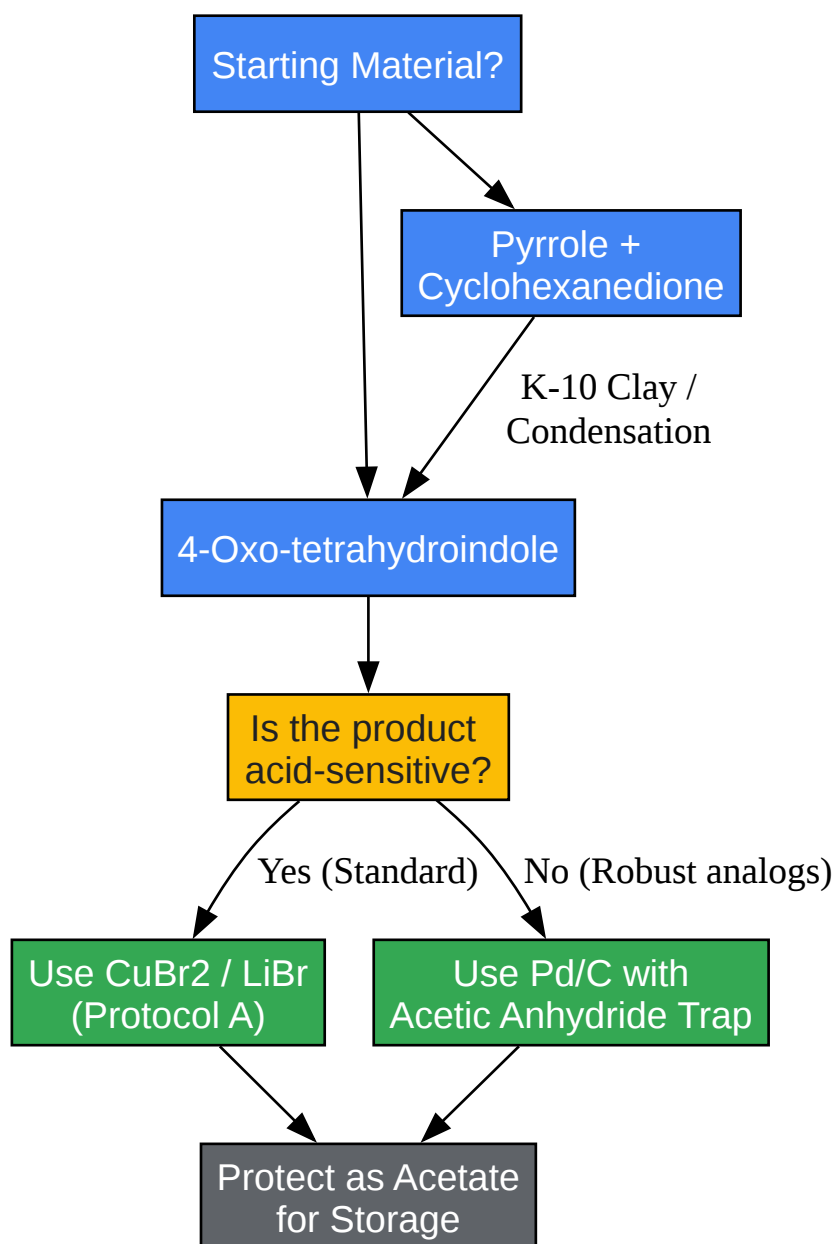 Starting Material?
Pyrrole +
Cyclohexanedione
K-10 Clay /
Condensation
4-Oxo-tetrahydroindole
Is the product
acid-sensitive?
Yes (Standard)
No (Robust analogs)
Use CuBr2 / LiBr
(Protocol A)
Use Pd/C with
Acetic Anhydride Trap
Protect as Acetate
for Storage